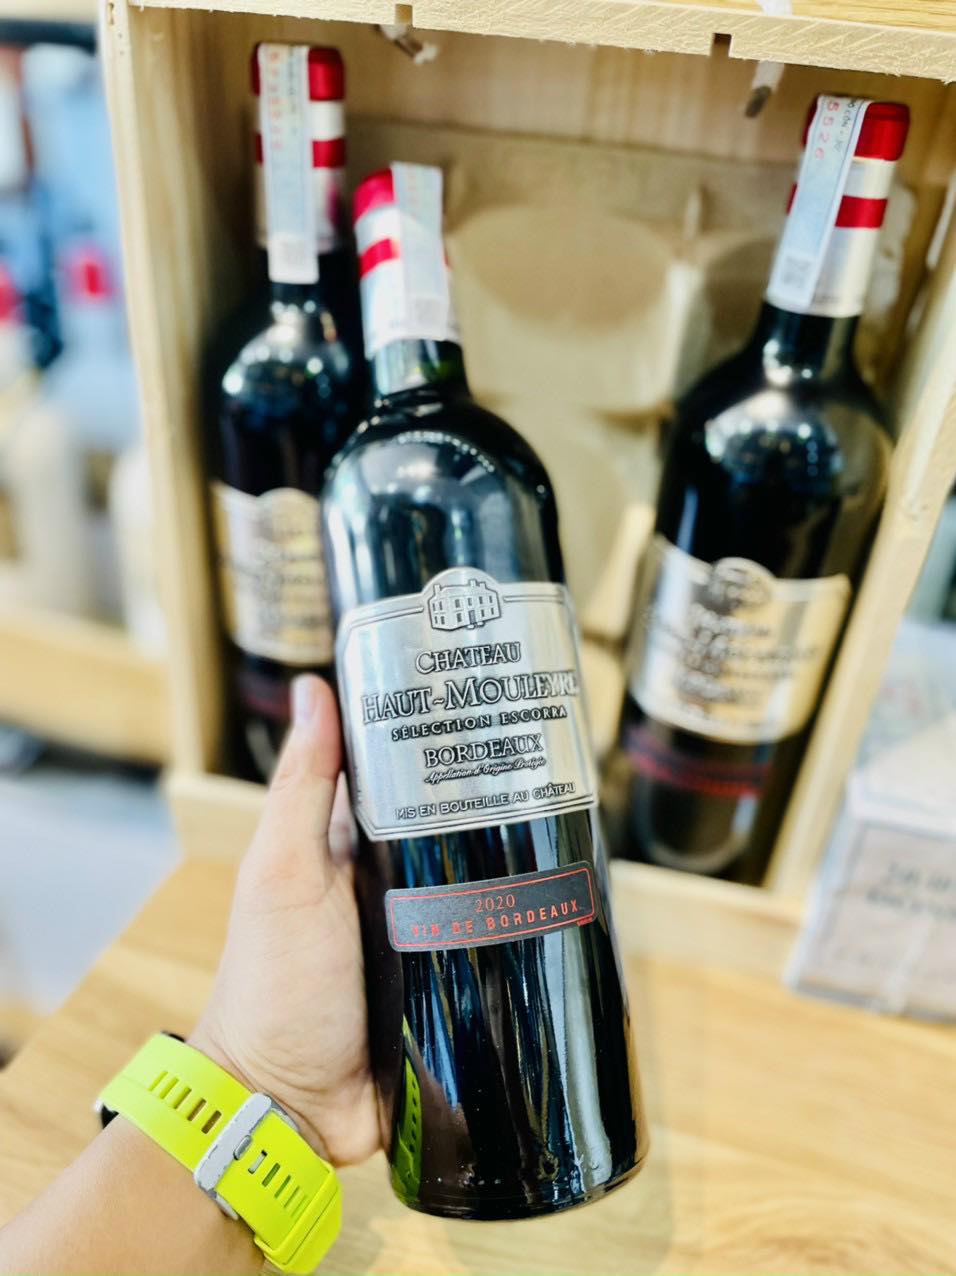 CHATEAU
HAUT-MOULEYRE
SÉLECTION ESCORRA
BORDEAUX
Appellation d'Origine Protégée
MIS EN BOUTEILLE AU CHÂTEAU
2020
VIN DE BORDEAUX